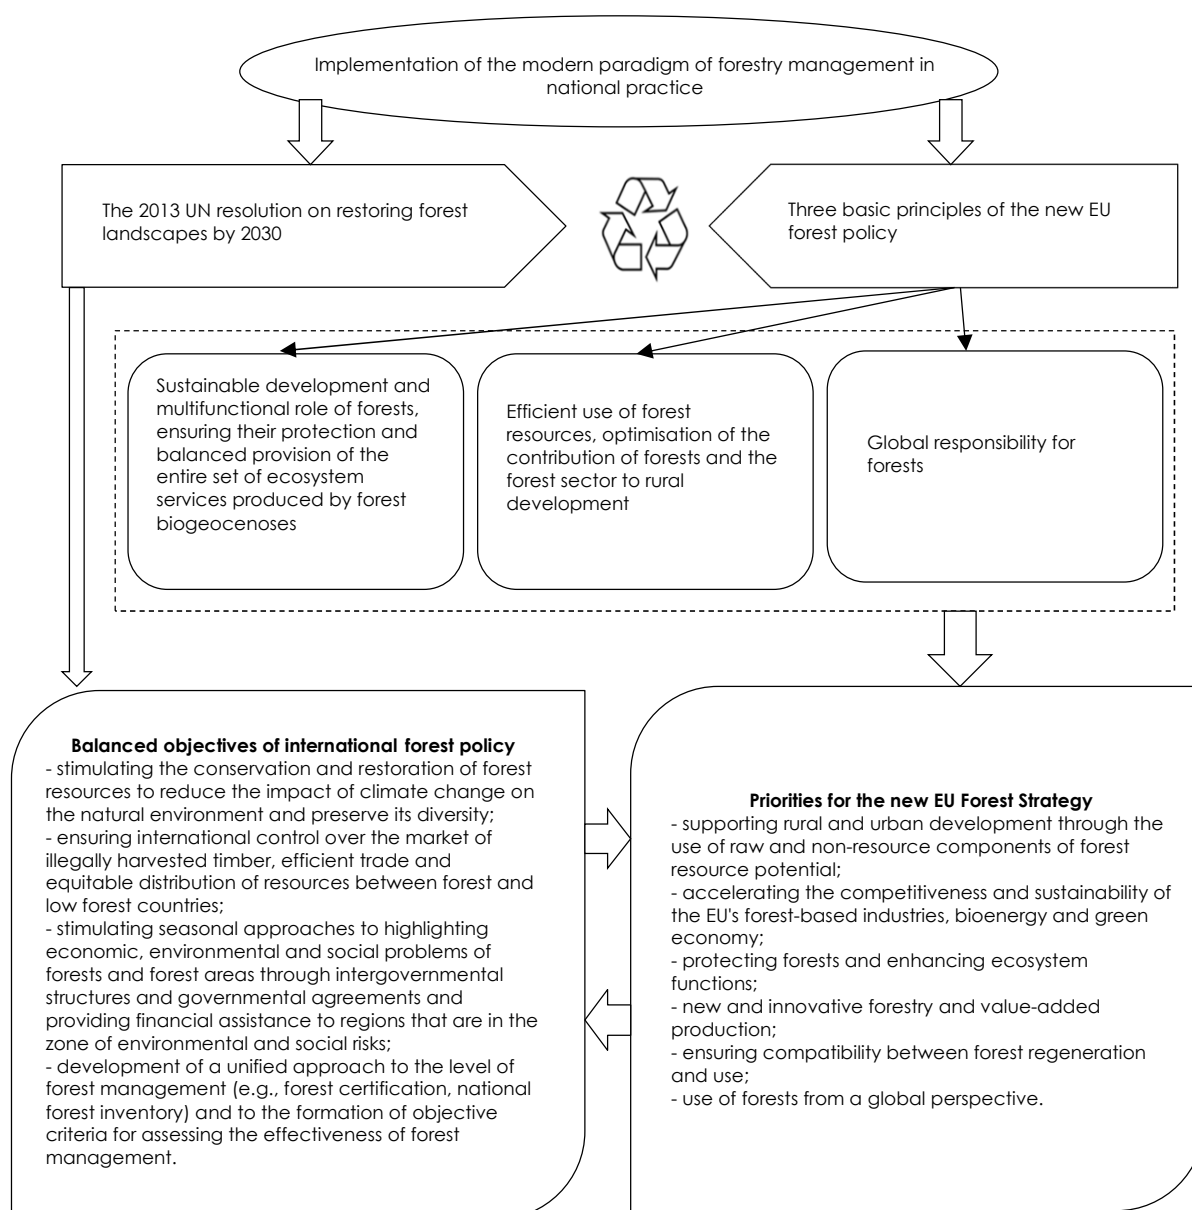 Implementation of the modern paradigm of forestry management in
national practice
The 2013 UN resolution on restoring forest
landscapes by 2030
Three basic principles of the new EU
forest policy
Sustainable development and
multifunctional role of forests,
ensuring their protection and
balanced provision of the
entire set of ecosystem
services produced by forest
biogeocenoses
Efficient use of forest
resources, optimisation of the
contribution of forests and the
forest sector to rural
development
Global responsibility for
forests
Balanced objectives of international forest policy
- stimulating the conservation and restoration of forest
resources to reduce the impact of climate change on
the natural environment and preserve its diversity;
- ensuring international control over the market of
illegally harvested timber, efficient trade and
equitable distribution of resources between forest and
low forest countries;
- stimulating seasonal approaches to highlighting
economic, environmental and social problems of
forests and forest areas through intergovernmental
structures and governmental agreements and
providing financial assistance to regions that are in the
zone of environmental and social risks;
- development of a unified approach to the level of
forest management (e.g., forest certification, national
forest inventory) and to the formation of objective
criteria for assessing the effectiveness of forest
management.
Priorities for the new EU Forest Strategy
- supporting rural and urban development through the
use of raw and non-resource components of forest
resource potential;
- accelerating the competitiveness and sustainability of
the EU's forest-based industries, bioenergy and green
economy;
- protecting forests and enhancing ecosystem
functions;
- new and innovative forestry and value-added
production;
- ensuring compatibility between forest regeneration
and use;
- use of forests from a global perspective.